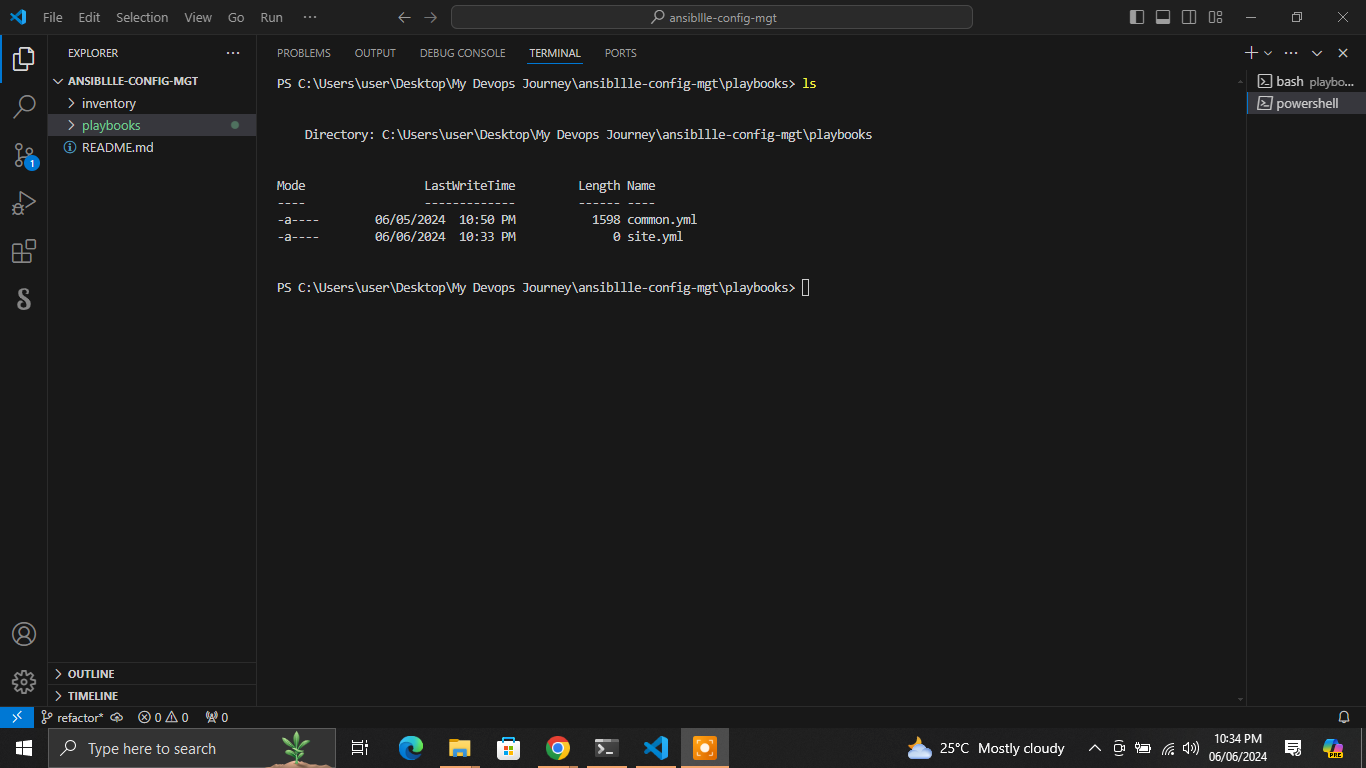 File Edit Selection View Go Run ··· ansibllle-config-mgt
EXPLORER ···
ANSIBLLLE-CONFIG-MGT
inventory
playbooks
README.md
1
OUTLINE
TIMELINE
PROBLEMS OUTPUT DEBUG CONSOLE TERMINAL PORTS
PS C:\Users\user\Desktop\My Devops Journey\ansibllle-config-mgt\playbooks> ls
Directory: C:\Users\user\Desktop\My Devops Journey\ansibllle-config-mgt\playbooks
Mode LastWriteTime Length Name
---- ------------- ------ ----
-a---- 06/05/2024 10:50 PM 1598 common.yml
-a---- 06/06/2024 10:33 PM 0 site.yml
PS C:\Users\user\Desktop\My Devops Journey\ansibllle-config-mgt\playbooks>
bash playbo...
powershell
refactor* 0 0 0
Type here to search
25°C Mostly cloudy
10:34 PM
06/06/2024
PRE